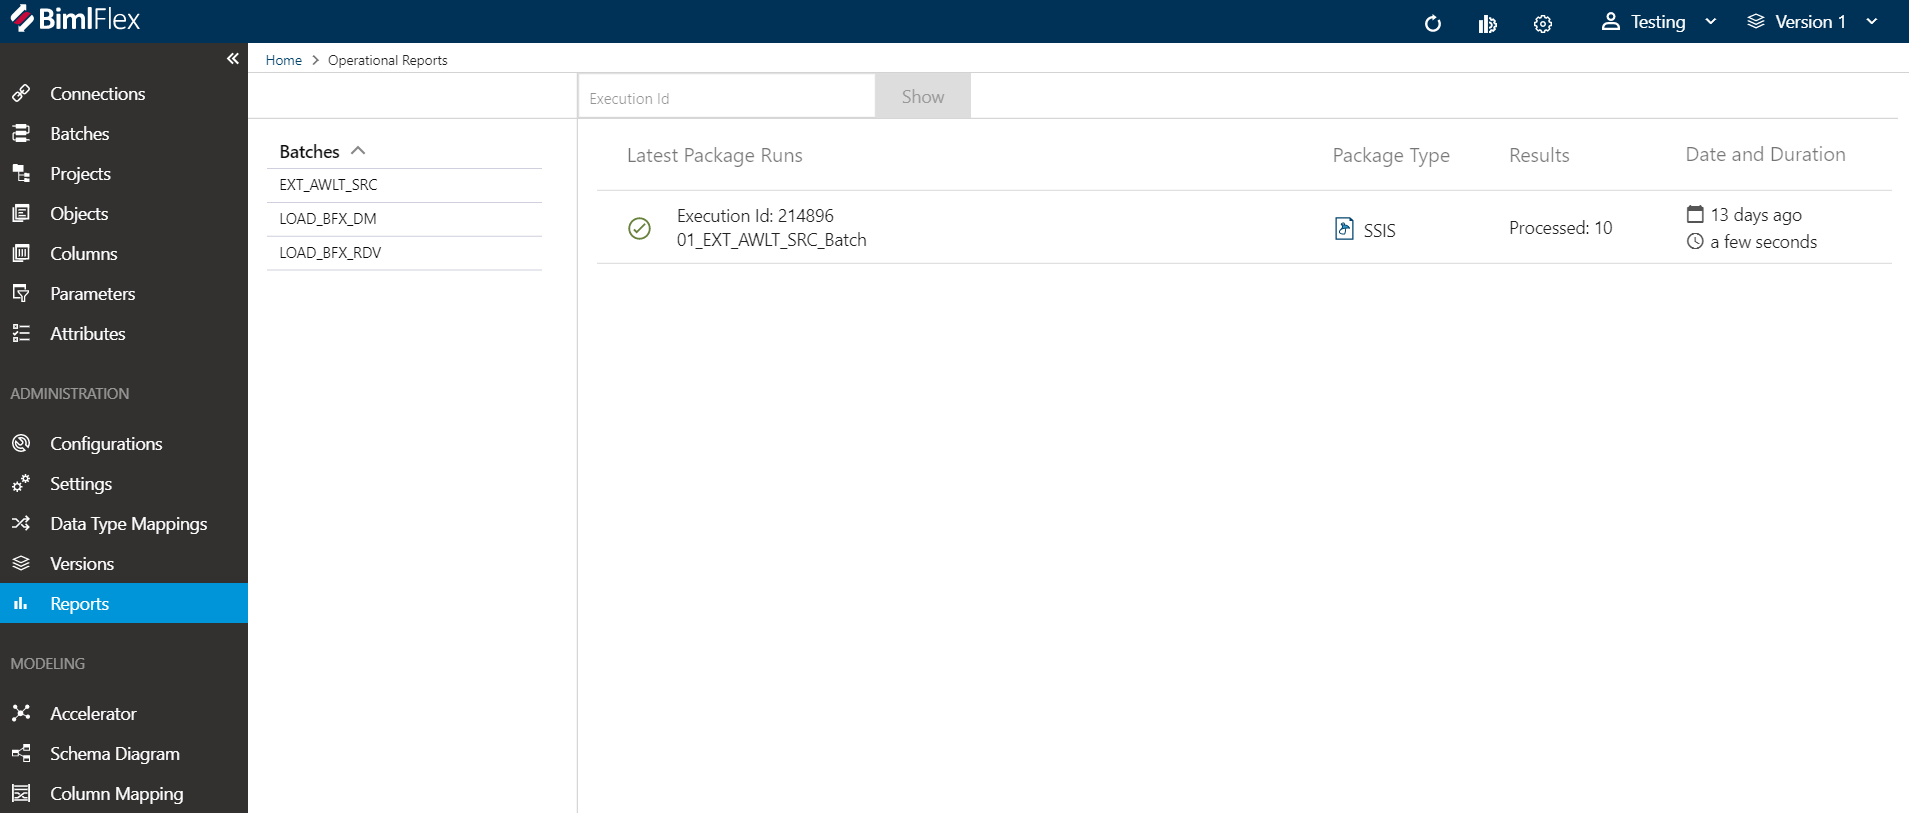 BimlFlex
Testing
Version 1
Home > Operational Reports
Connections
Batches
Projects
Objects
Columns
Parameters
Attributes
ADMINISTRATION
Configurations
Settings
Data Type Mappings
Versions
Reports
MODELING
Accelerator
Schema Diagram
Column Mapping
Execution Id
Show
Batches
EXT_AWLT_SRC
LOAD_BFX_DM
LOAD_BFX_RDV
Latest Package Runs
Package Type
Results
Date and Duration
Execution Id: 214896
01_EXT_AWLT_SRC_Batch
SSIS
Processed: 10
13 days ago
a few seconds